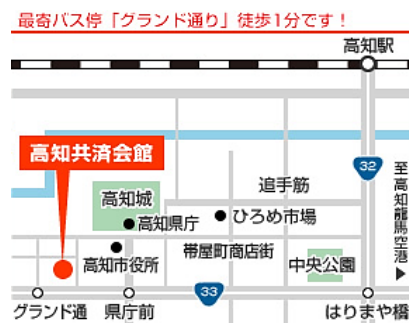 最寄バス停「グランド通り」徒歩1分です！
高知駅
高知共済会館
32
至高知龍馬空港
高知城
追手筋
高知県庁
ひろめ市場
高知市役所
帯屋町商店街
中央公園
33
グランド通
県庁前
はりまや橋